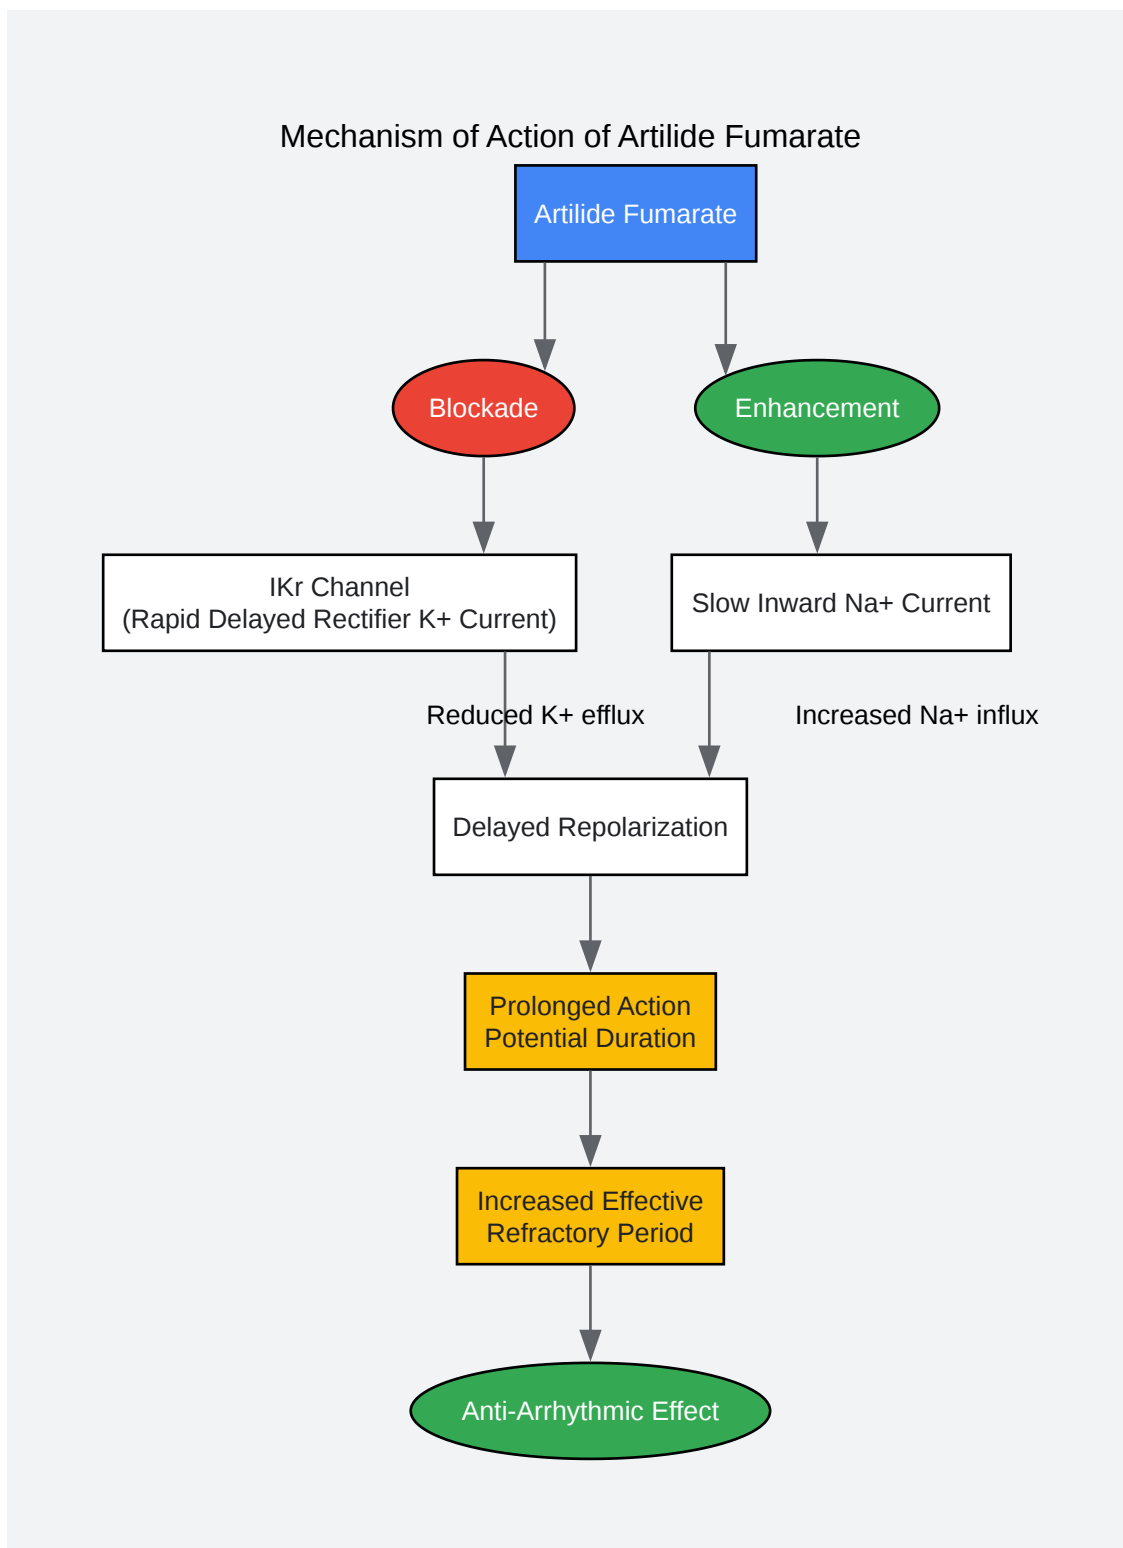 Mechanism of Action of Artilide Fumarate
Artilide Fumarate
Blockade
Enhancement
IKr Channel
(Rapid Delayed Rectifier K+ Current)
Slow Inward Na+ Current
Reduced K+ efflux
Increased Na+ influx
Delayed Repolarization
Prolonged Action
Potential Duration
Increased Effective
Refractory Period
Anti-Arrhythmic Effect